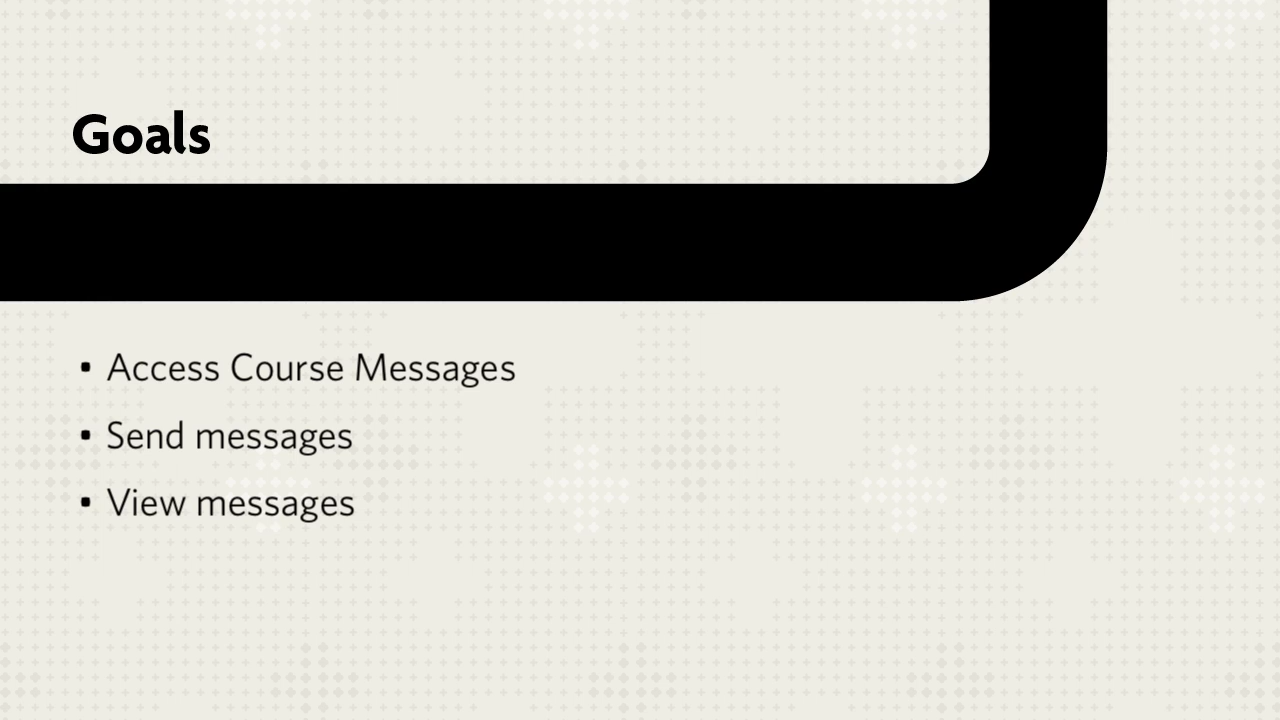 Goals
• Access Course Messages
• Send messages
• View messages